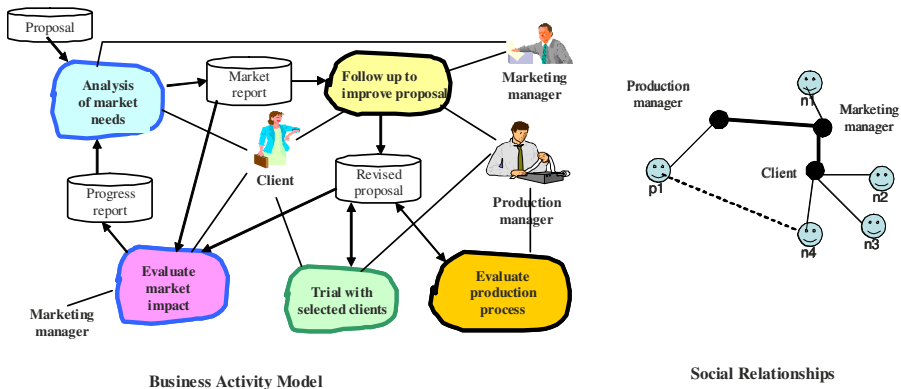 Proposal
Analysis
of market
needs
Market
report
Follow up to
improve proposal
Marketing
manager
Client
Progress
report
Revised
proposal
Production
manager
Evaluate
market
impact
Trial with
selected clients
Evaluate
production
process
Marketing
manager
Business Activity Model
Production
manager
n1
Marketing
manager
Client
p1
n2
n3
n4
Social Relationships